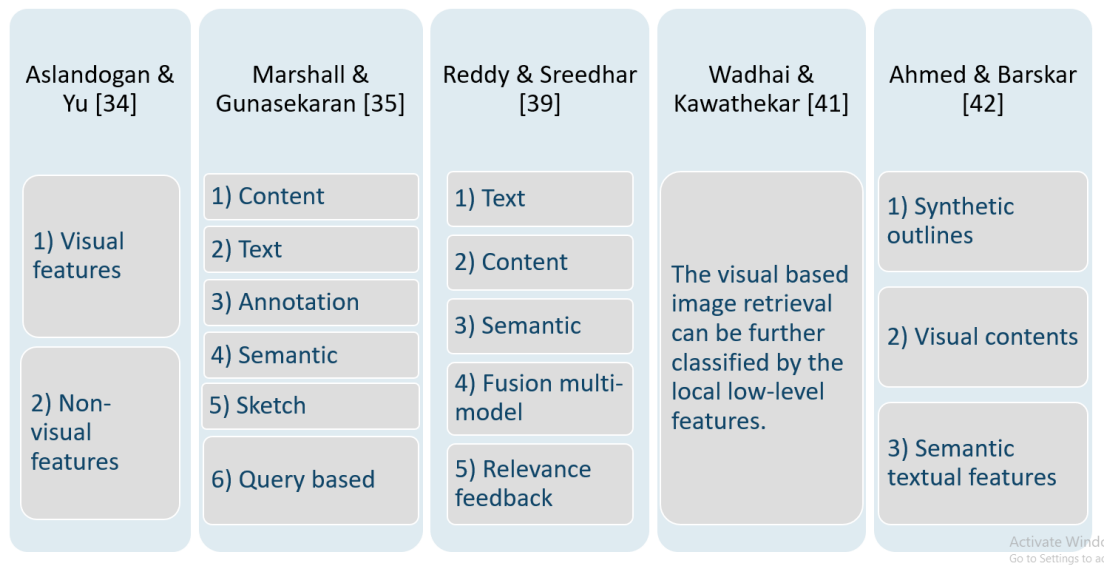 Aslandogan &
Yu [34]
1) Visual
features
2) Non-
visual
features
Marshall &
Gunasekaran [35]
1) Content
2) Text
3) Annotation
4) Semantic
5) Sketch
6) Query based
Reddy & Sreedhar
[39]
1) Text
2) Content
3) Semantic
4) Fusion multi-
model
5) Relevance
feedback
Wadhai &
Kawathekar [41]
The visual based
image retrieval
can be further
classified by the
local low-level
features.
Ahmed & Barskar
[42]
1) Synthetic
outlines
2) Visual contents
3) Semantic
textual features
Activate Windo
Go to Settings to ac